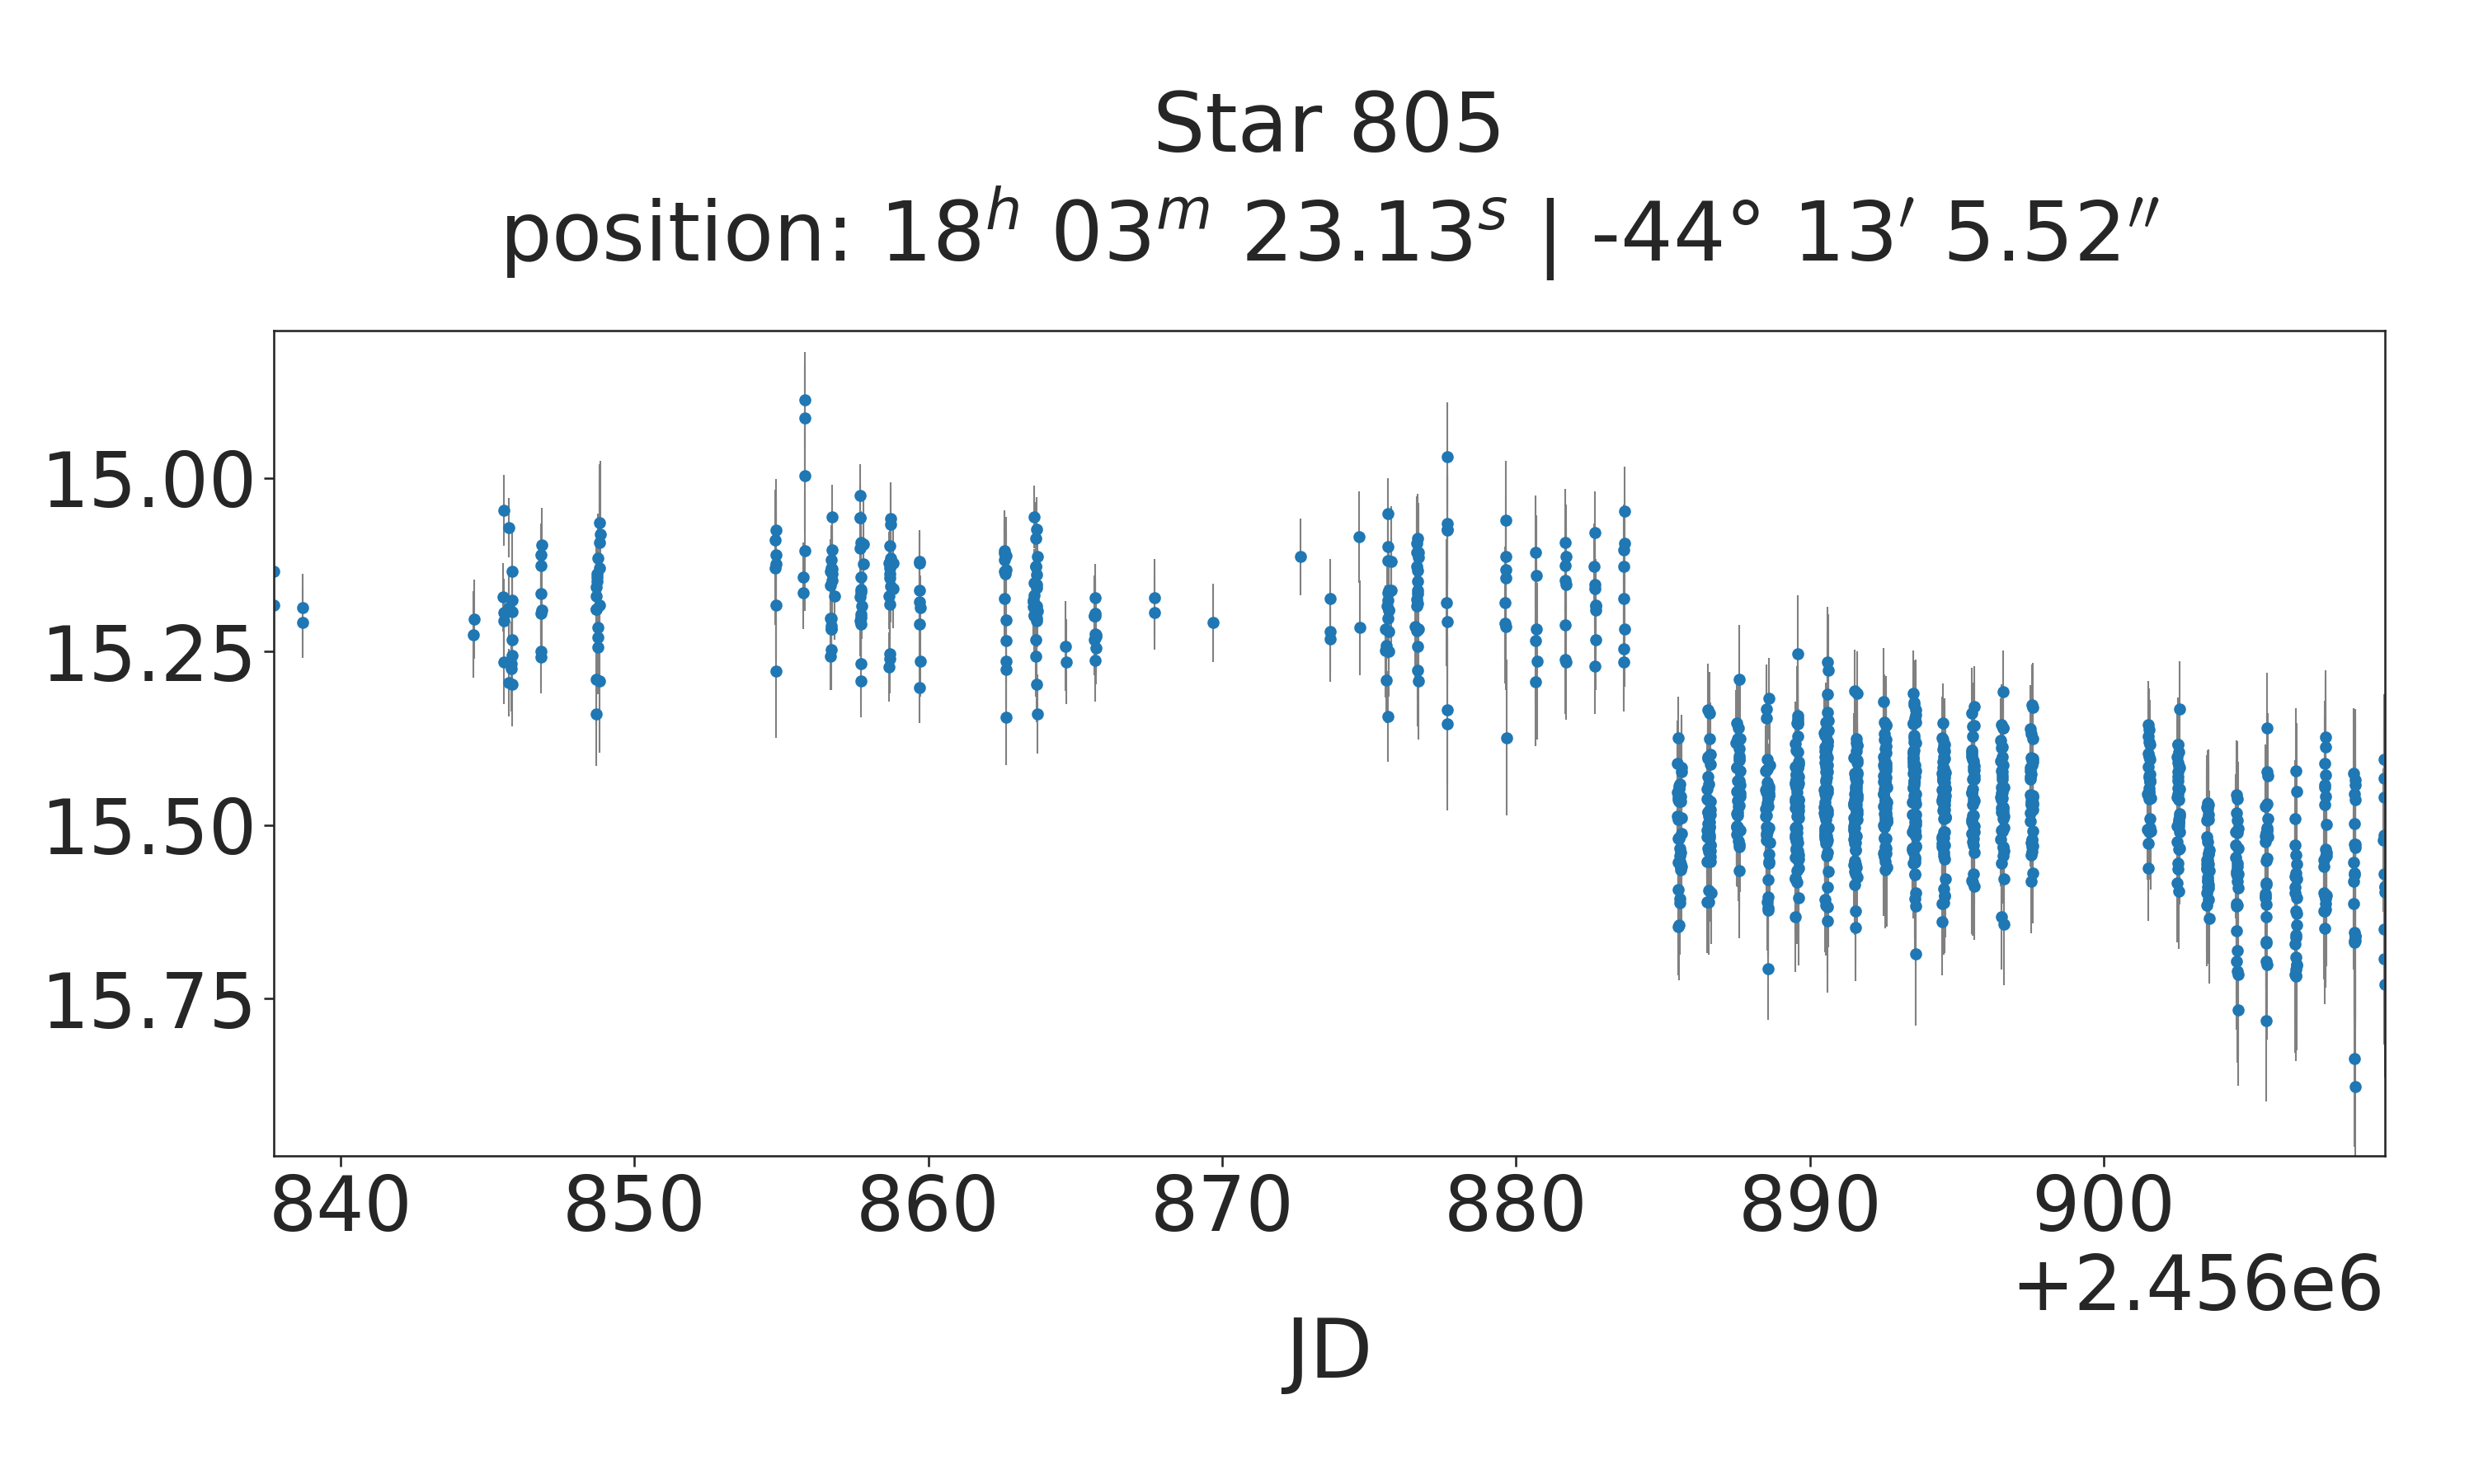 Star 805
position: 18ʰ 03ᵐ 23.13ˢ | -44° 13′ 5.52″
15.00
15.25
15.50
15.75
840 850 860 870 880 890 900
+2.456e6
JD